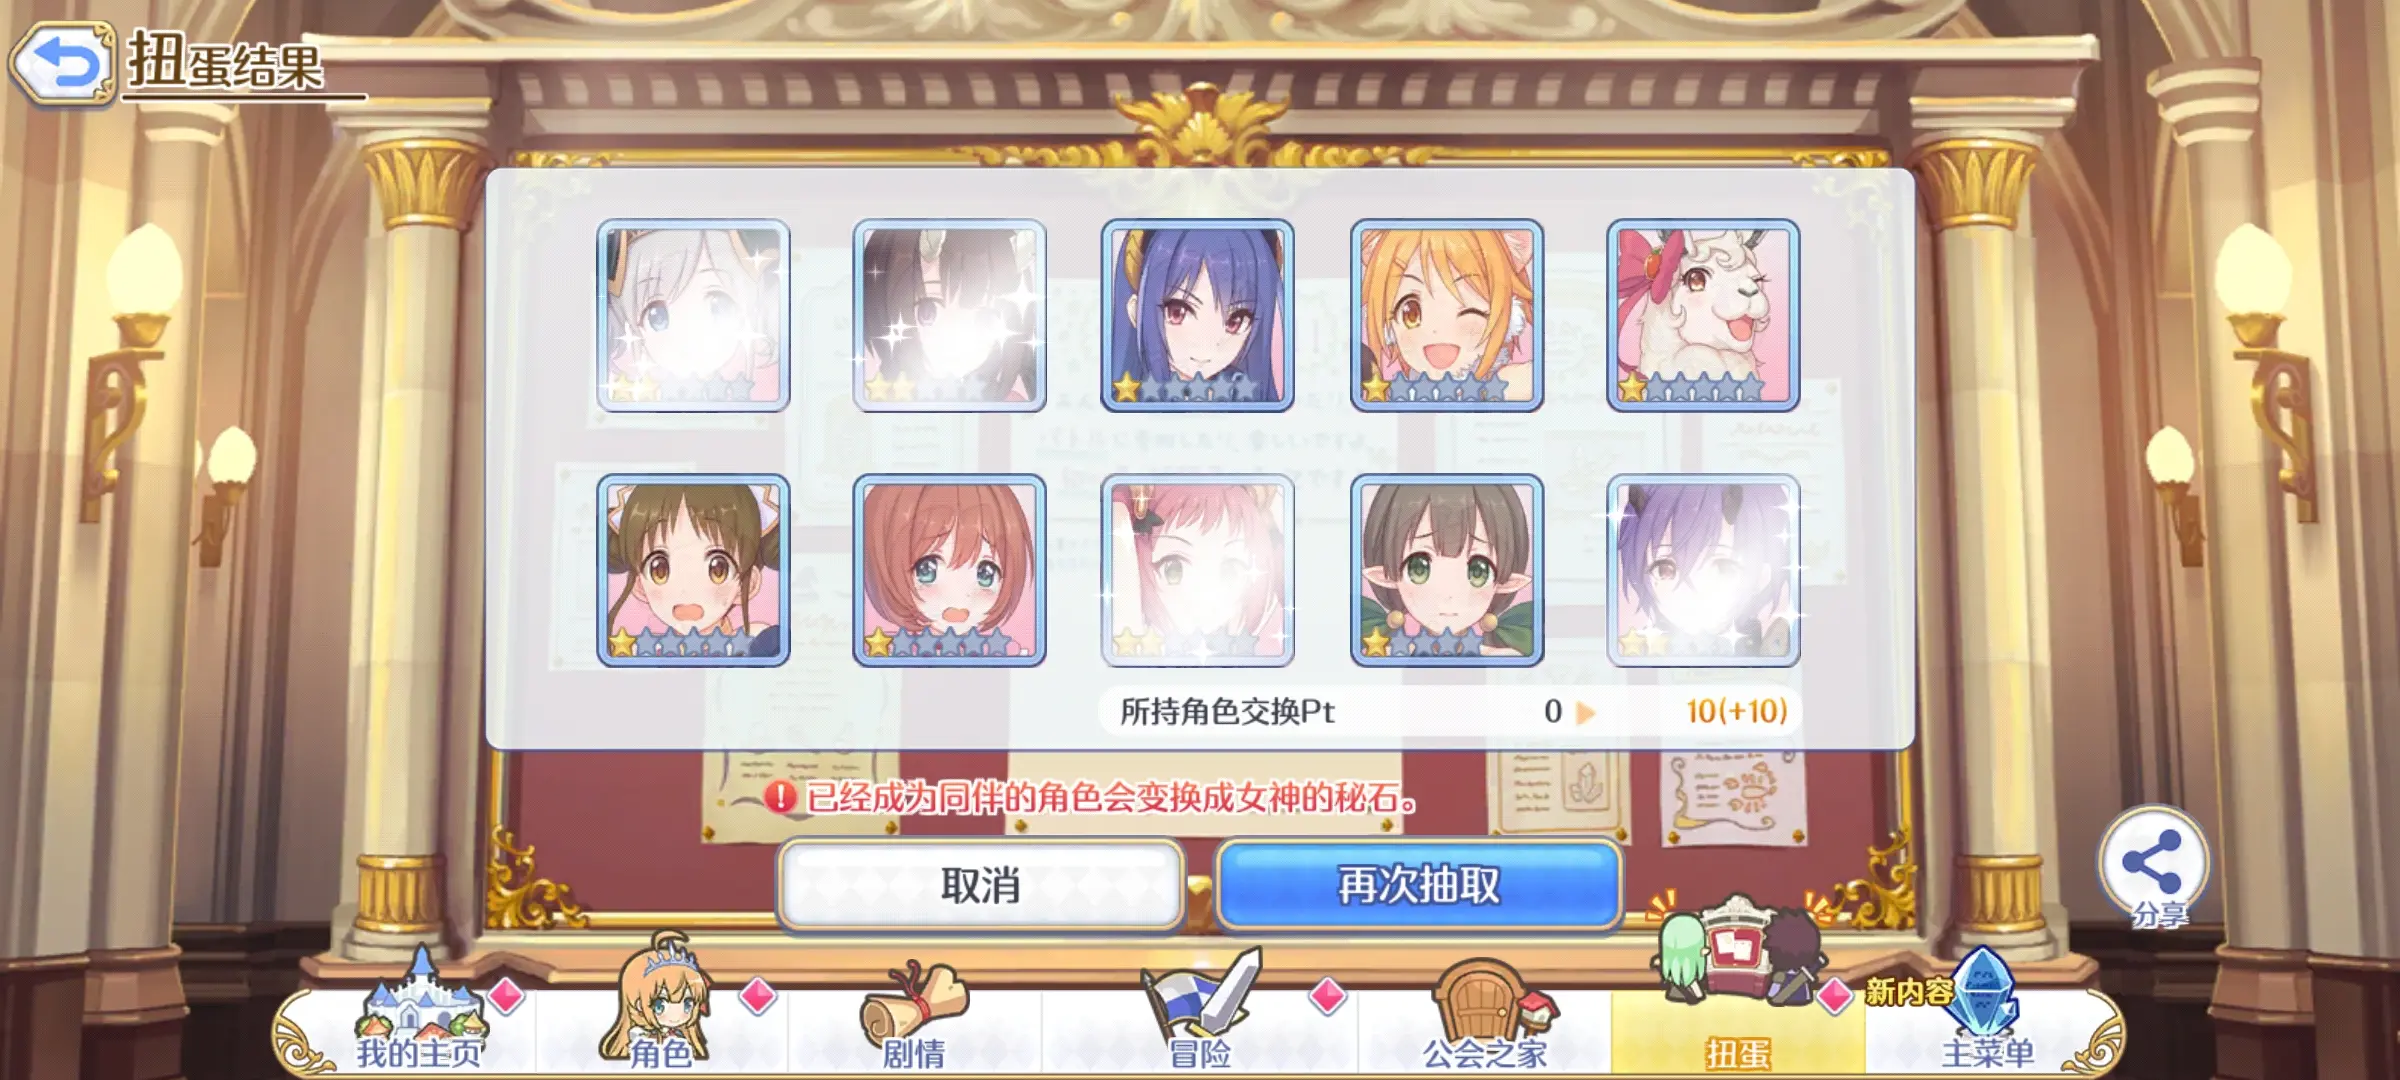 扭蛋结果
所持角色交换Pt 0 10(+10)
! 已经成为同伴的角色会变换成女神的秘石。
取消
再次抽取
分享
新内容
我的主页
角色
剧情
冒险
公会之家
扭蛋
主菜单